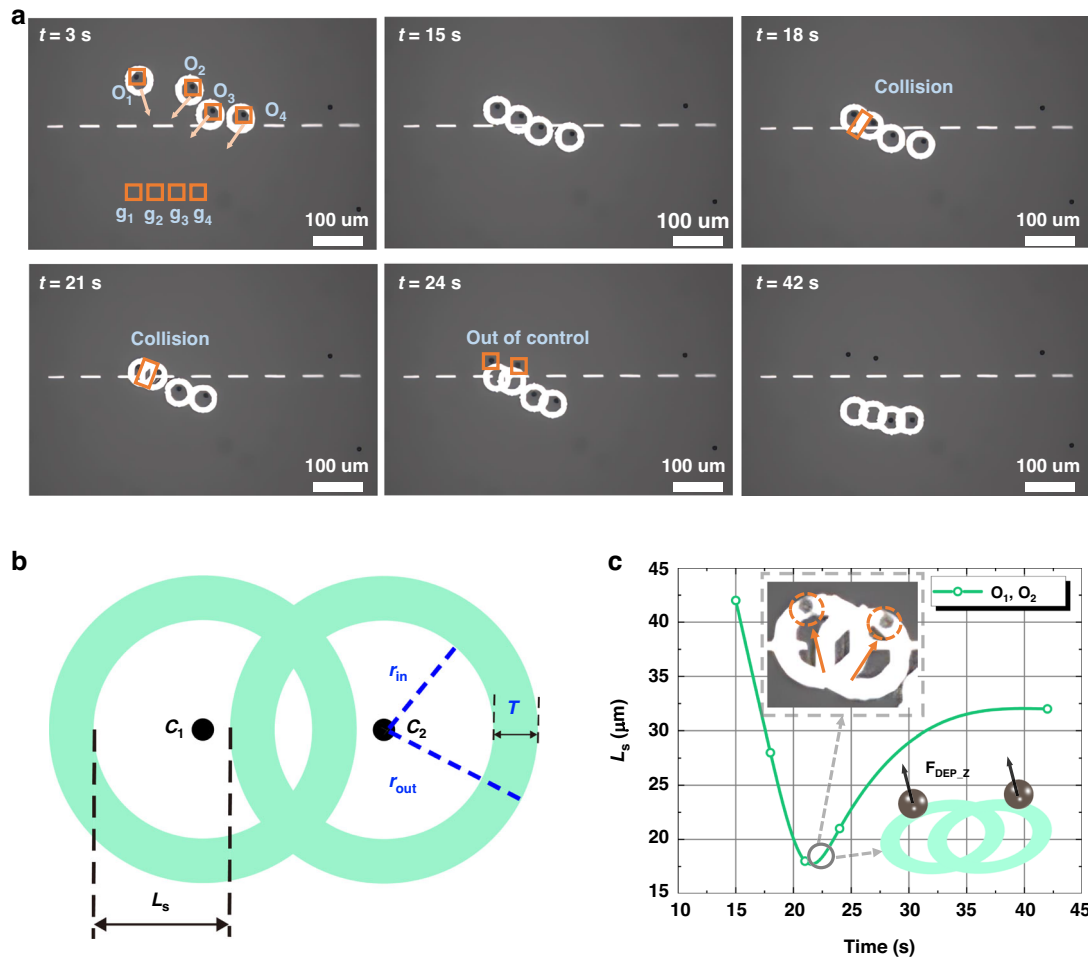 a
t = 3 s
O1
O2
O3
O4
g1 g2 g3 g4
100 um
t = 15 s
100 um
t = 18 s
Collision
100 um
t = 21 s
Collision
100 um
t = 24 s
Out of control
100 um
t = 42 s
100 um
b
C1
C2
rin
rout
T
Ls
c
45
40
35
30
25
20
15
Ls (μm)
O1, O2
FDEP_Z
10 15 20 25 30 35 40 45
Time (s)